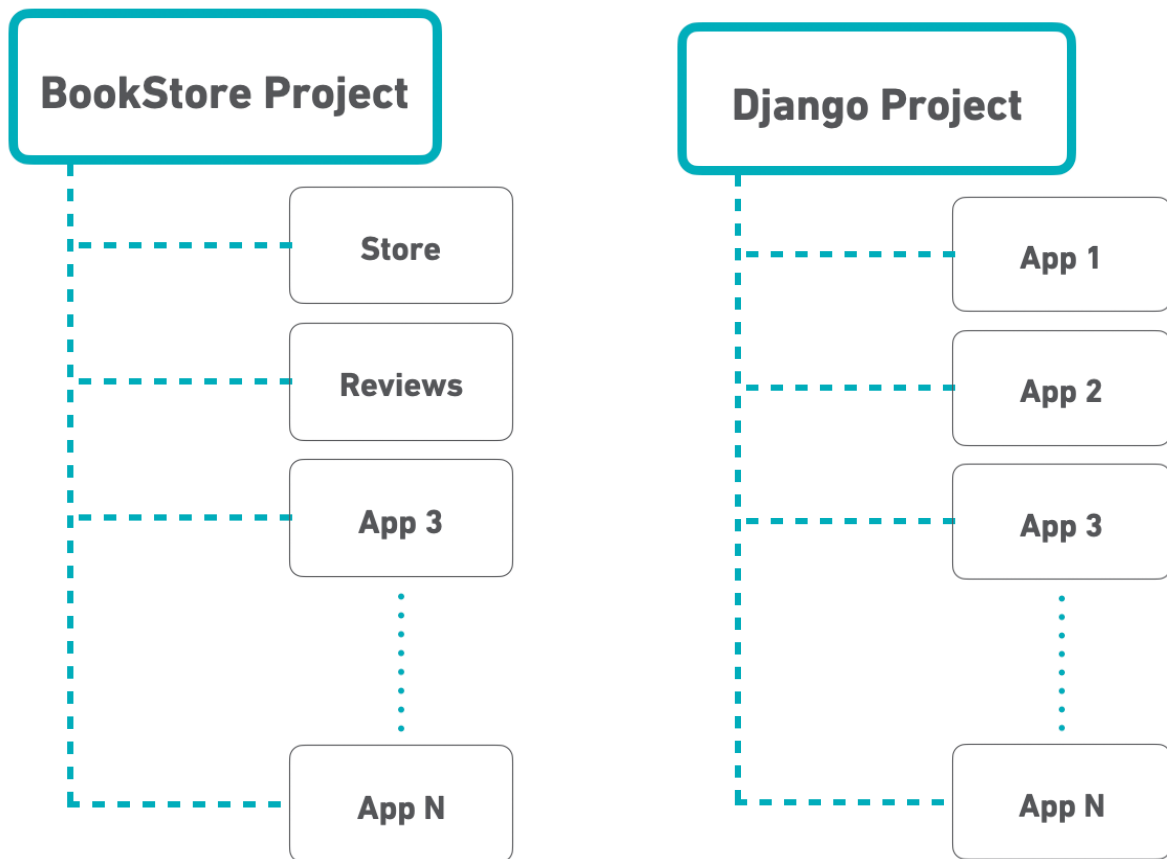 BookStore Project
Store
Reviews
App 3
App N
Django Project
App 1
App 2
App 3
App N